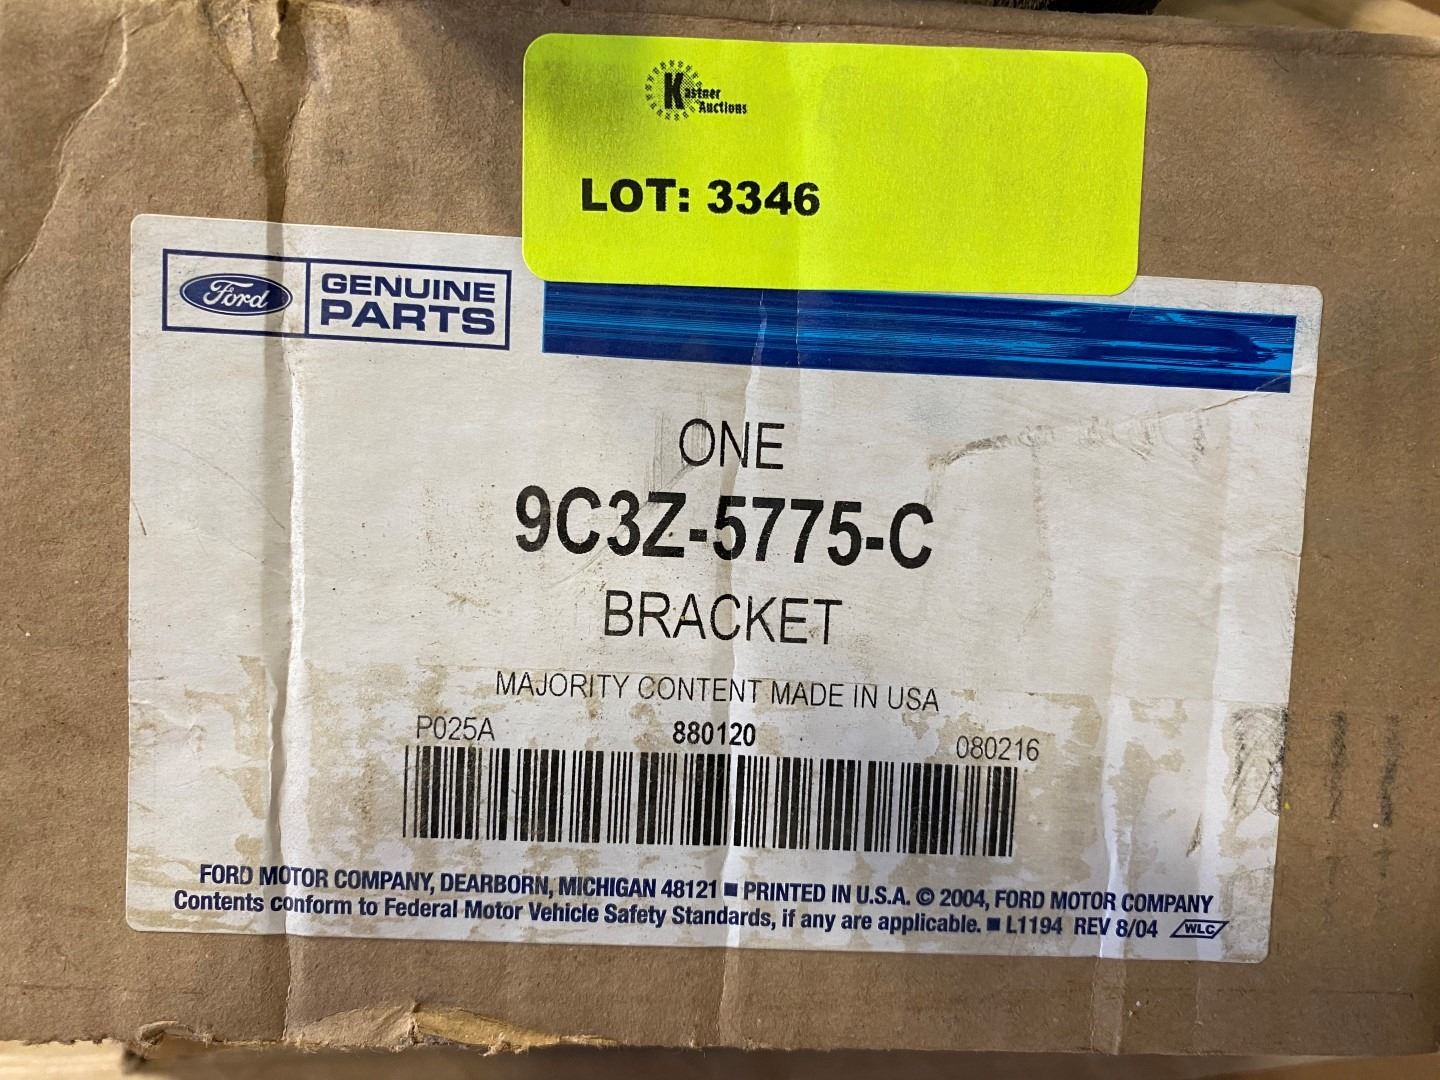 Kastner
Auctions
LOT: 3346
Ford
GENUINE
PARTS
ONE
9C3Z-5775-C
BRACKET
MAJORITY CONTENT MADE IN USA
P025A 880120 080216
FORD MOTOR COMPANY, DEARBORN, MICHIGAN 48121 ■ PRINTED IN U.S.A. © 2004, FORD MOTOR COMPANY
Contents conform to Federal Motor Vehicle Safety Standards, if any are applicable. ■ L1194 REV 8/04 WLC